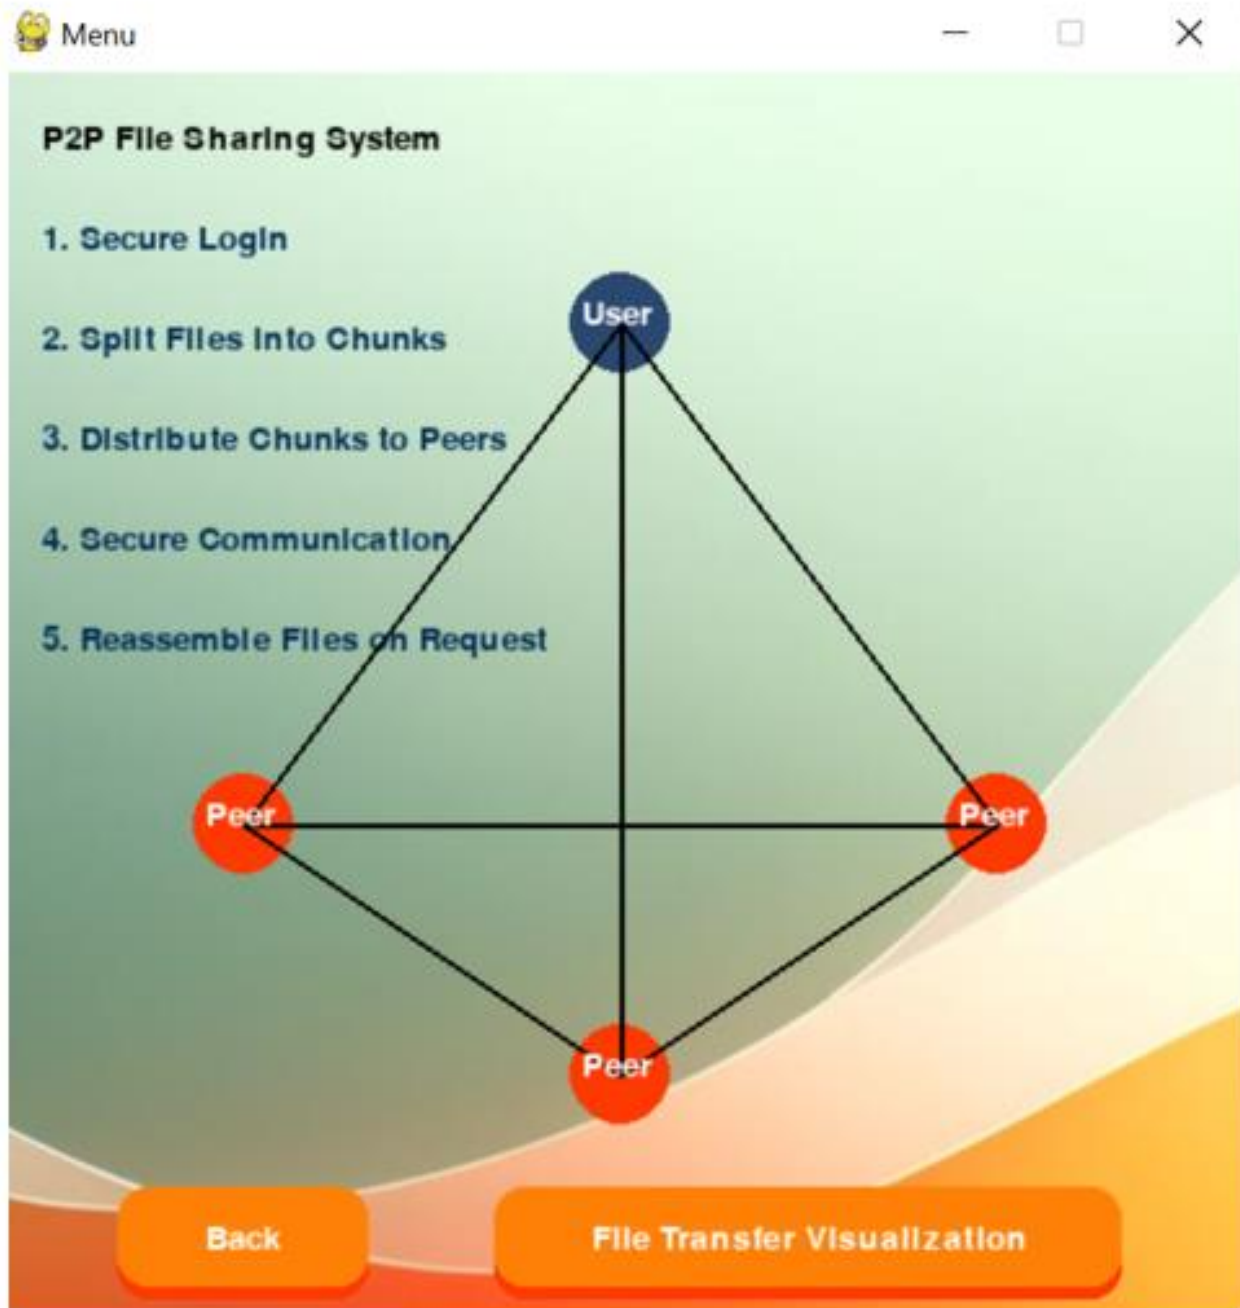 Menu
P2P File Sharing System
1. Secure Login
2. Split Files into Chunks
3. Distribute Chunks to Peers
4. Secure Communication
5. Reassemble Files on Request
User
Peer
Peer
Peer
Back
File Transfer Visualization